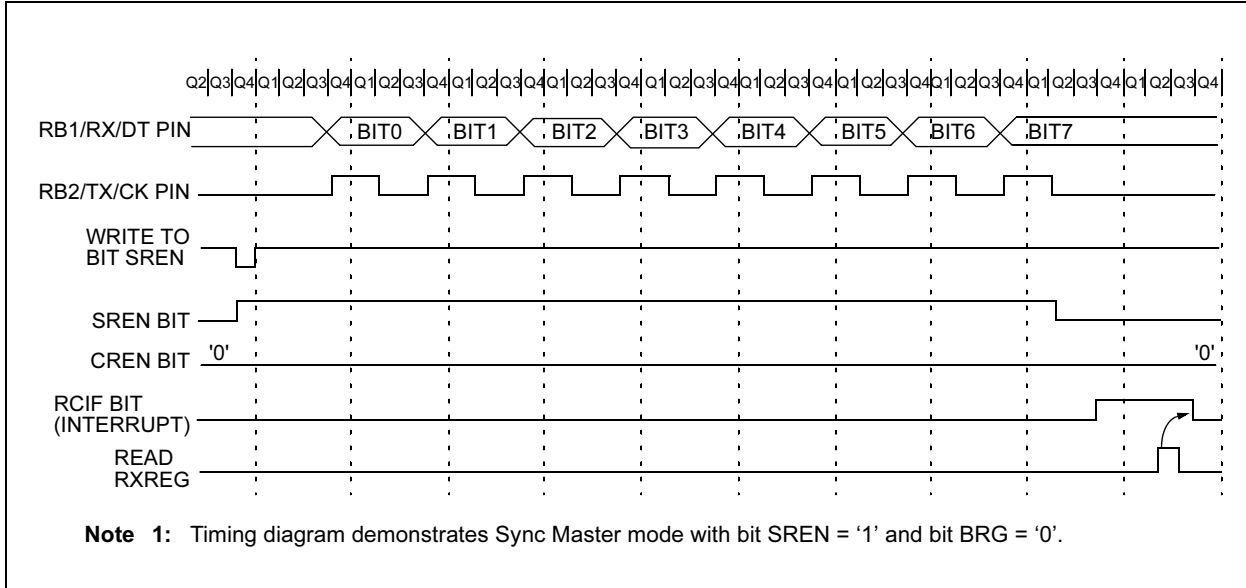 Q2 Q3 Q4 Q1 Q2 Q3 Q4 Q1 Q2 Q3 Q4 Q1 Q2 Q3 Q4 Q1 Q2 Q3 Q4 Q1 Q2 Q3 Q4 Q1 Q2 Q3 Q4 Q1 Q2 Q3 Q4 Q1 Q2 Q3 Q4 Q1 Q2 Q3 Q4 Q1 Q2 Q3 Q4
RB1/RX/DT PIN BIT0 BIT1 BIT2 BIT3 BIT4 BIT5 BIT6 BIT7
RB2/TX/CK PIN
WRITE TO
BIT SREN
SREN BIT
CREN BIT '0' '0'
RCIF BIT
(INTERRUPT)
READ
RXREG
Note 1: Timing diagram demonstrates Sync Master mode with bit SREN = ‘1’ and bit BRG = ‘0’.